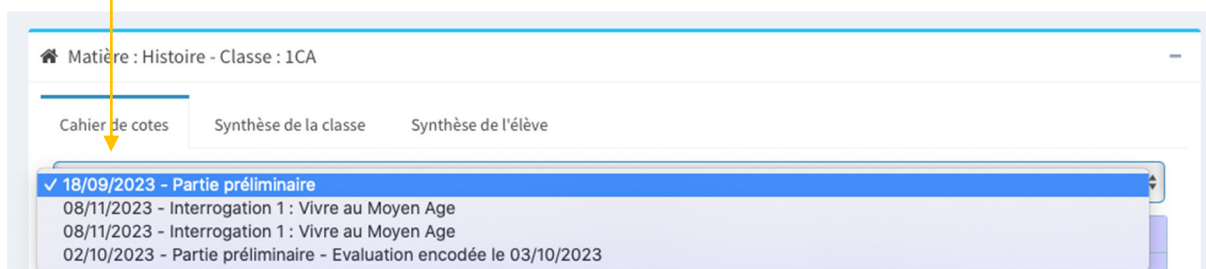 Matière : Histoire - Classe : 1CA
Cahier de cotes Synthèse de la classe Synthèse de l'élève
✓ 18/09/2023 - Partie préliminaire
08/11/2023 - Interrogation 1 : Vivre au Moyen Age
08/11/2023 - Interrogation 1 : Vivre au Moyen Age
02/10/2023 - Partie préliminaire - Evaluation encodée le 03/10/2023